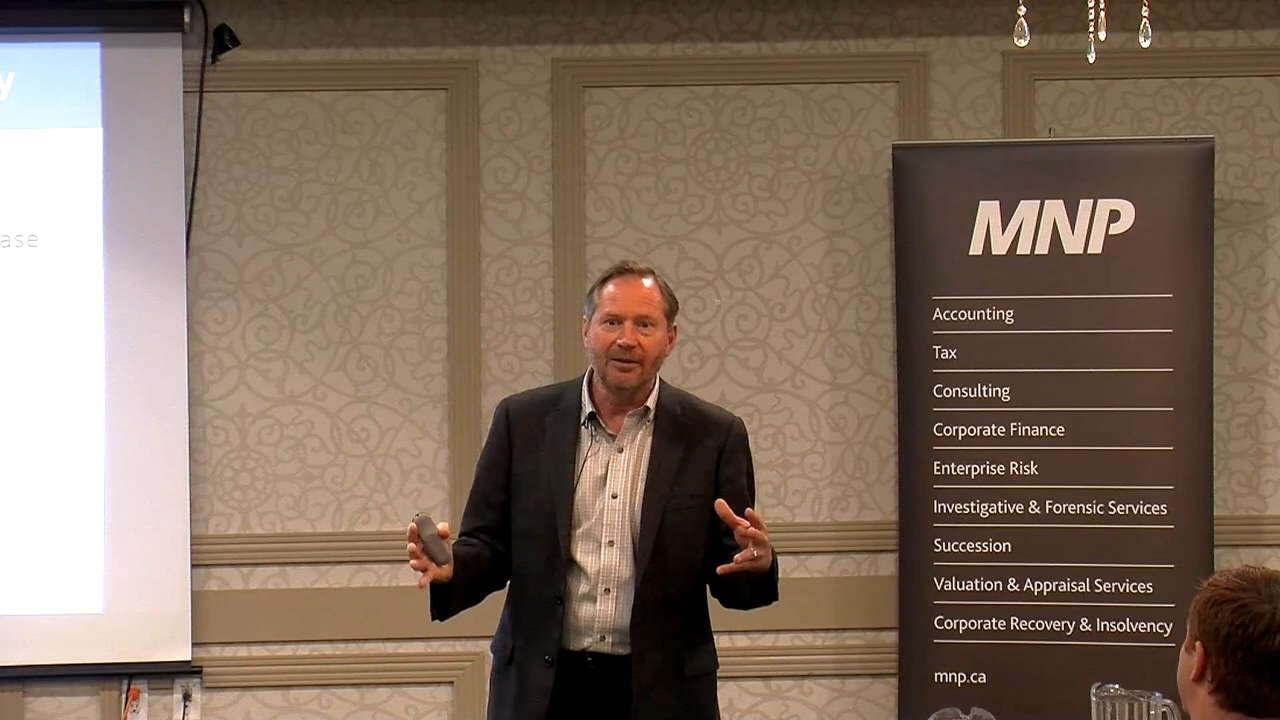 y
ase
MNP
Accounting
Tax
Consulting
Corporate Finance
Enterprise Risk
Investigative & Forensic Services
Succession
Valuation & Appraisal Services
Corporate Recovery & Insolvency
mnp.ca